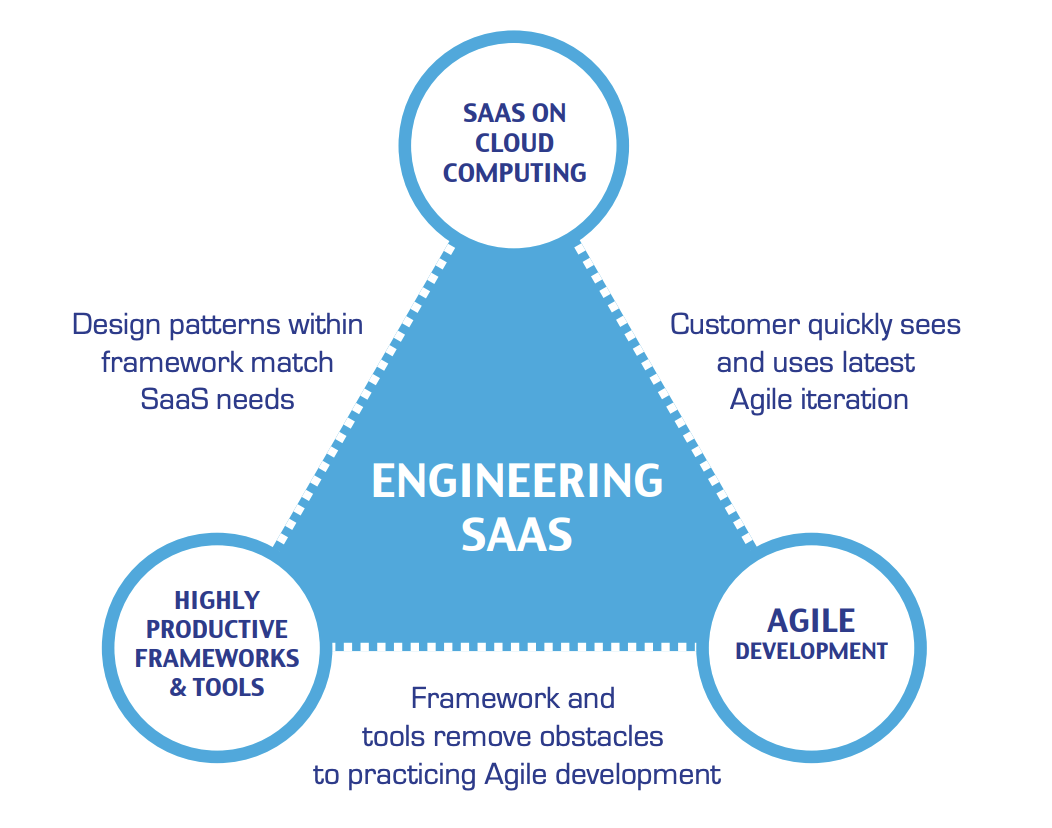 SAAS ON
CLOUD
COMPUTING
Design patterns within
framework match
SaaS needs
Customer quickly sees
and uses latest
Agile iteration
ENGINEERING
SAAS
HIGHLY
PRODUCTIVE
FRAMEWORKS
& TOOLS
AGILE
DEVELOPMENT
Framework and
tools remove obstacles
to practicing Agile development